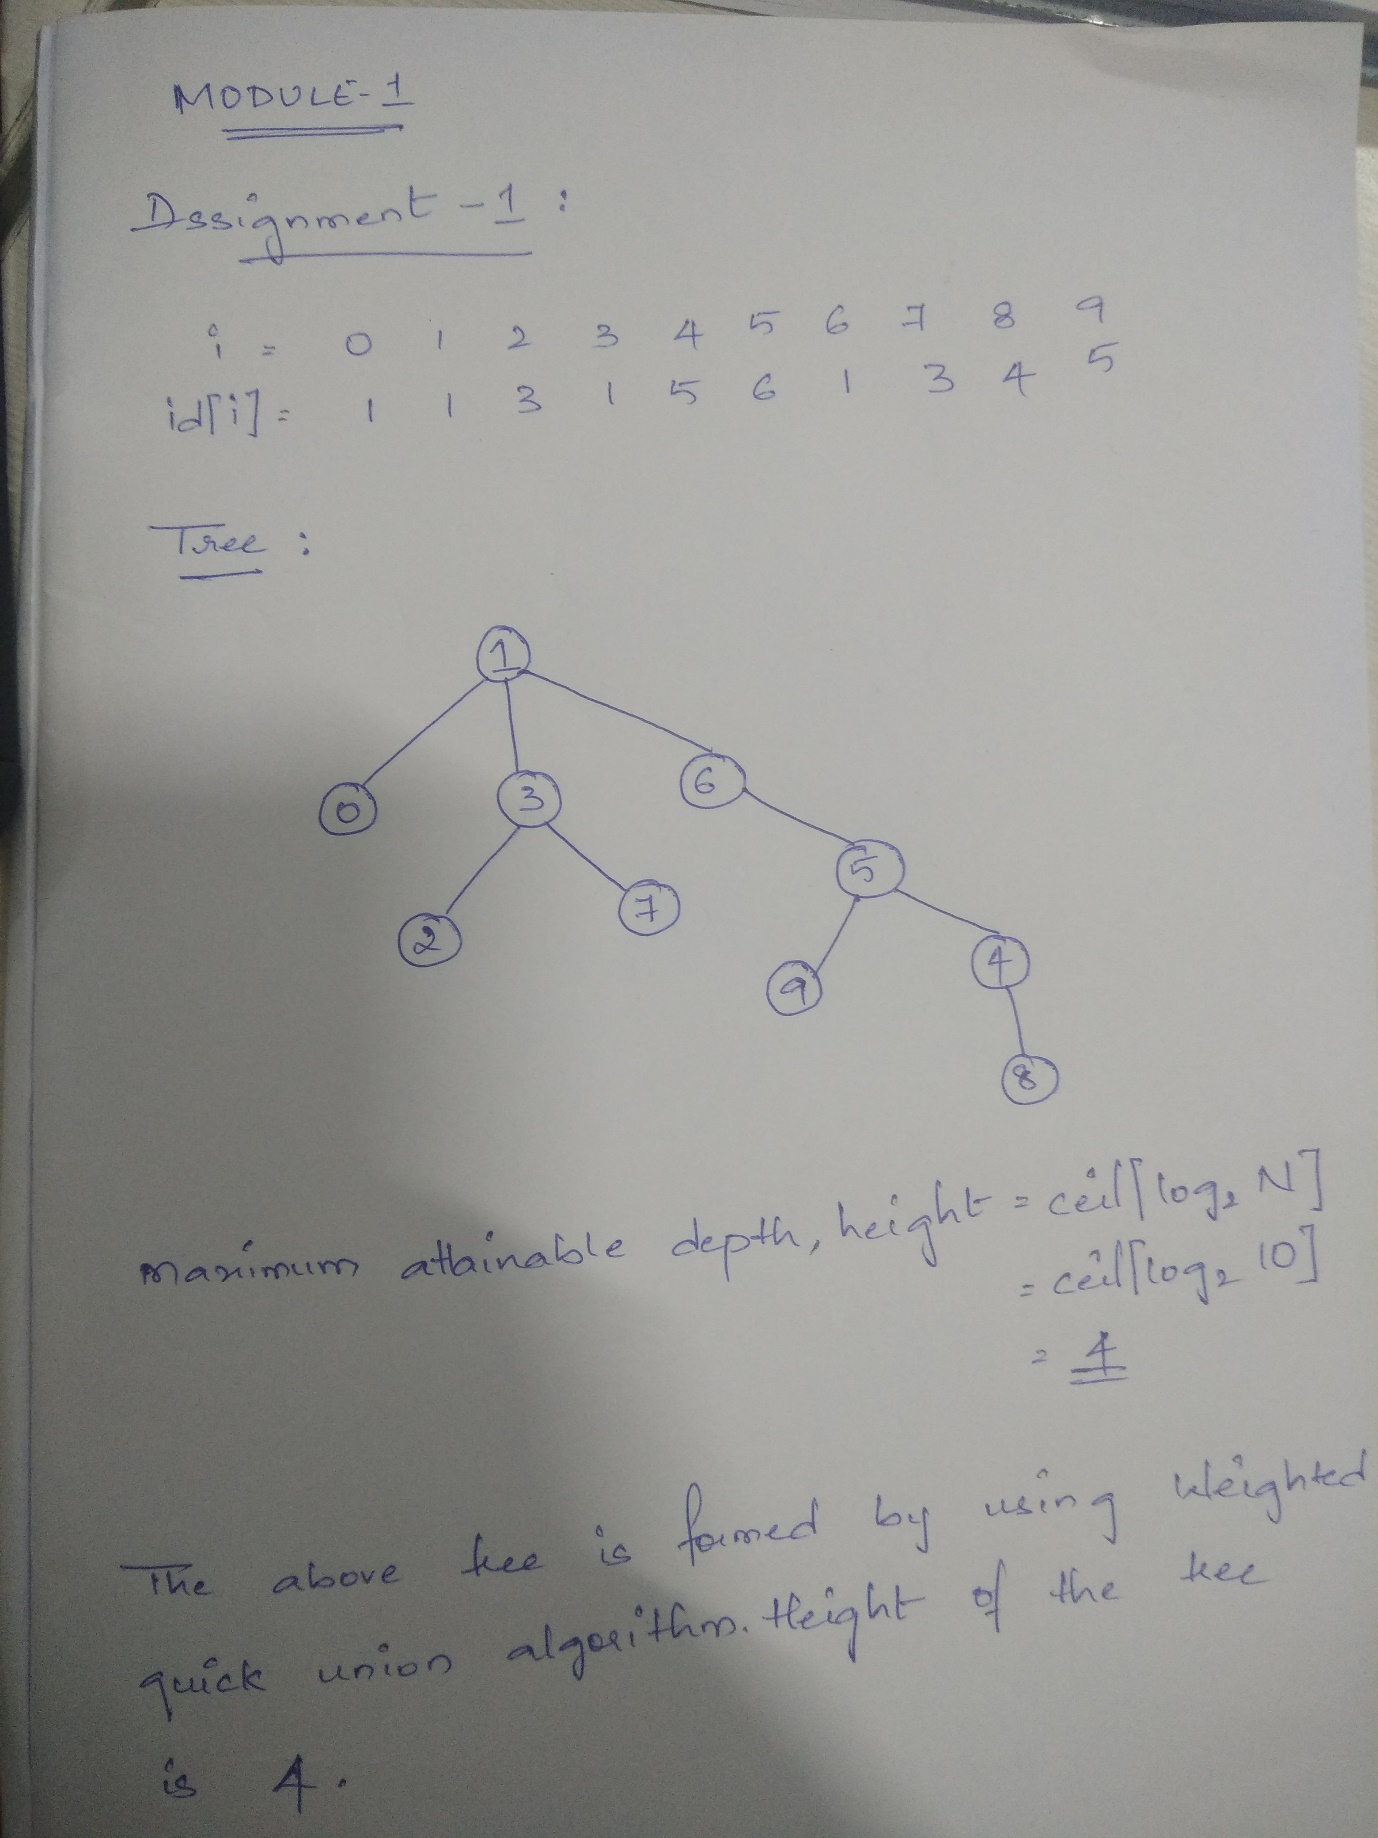 MODULE-1
Assignment - 1 :
i = 0 1 2 3 4 5 6 7 8 9
id[i] = 1 1 3 1 5 6 1 3 4 5
Tree :
1
0 3 6
2 7 5
9 4
8
Maximum attainable depth, height = ceil[log₂ N]
= ceil[log₂ 10]
= 4
The above tree is formed by using Weighted
quick union algorithm. Height of the tree
is 4.